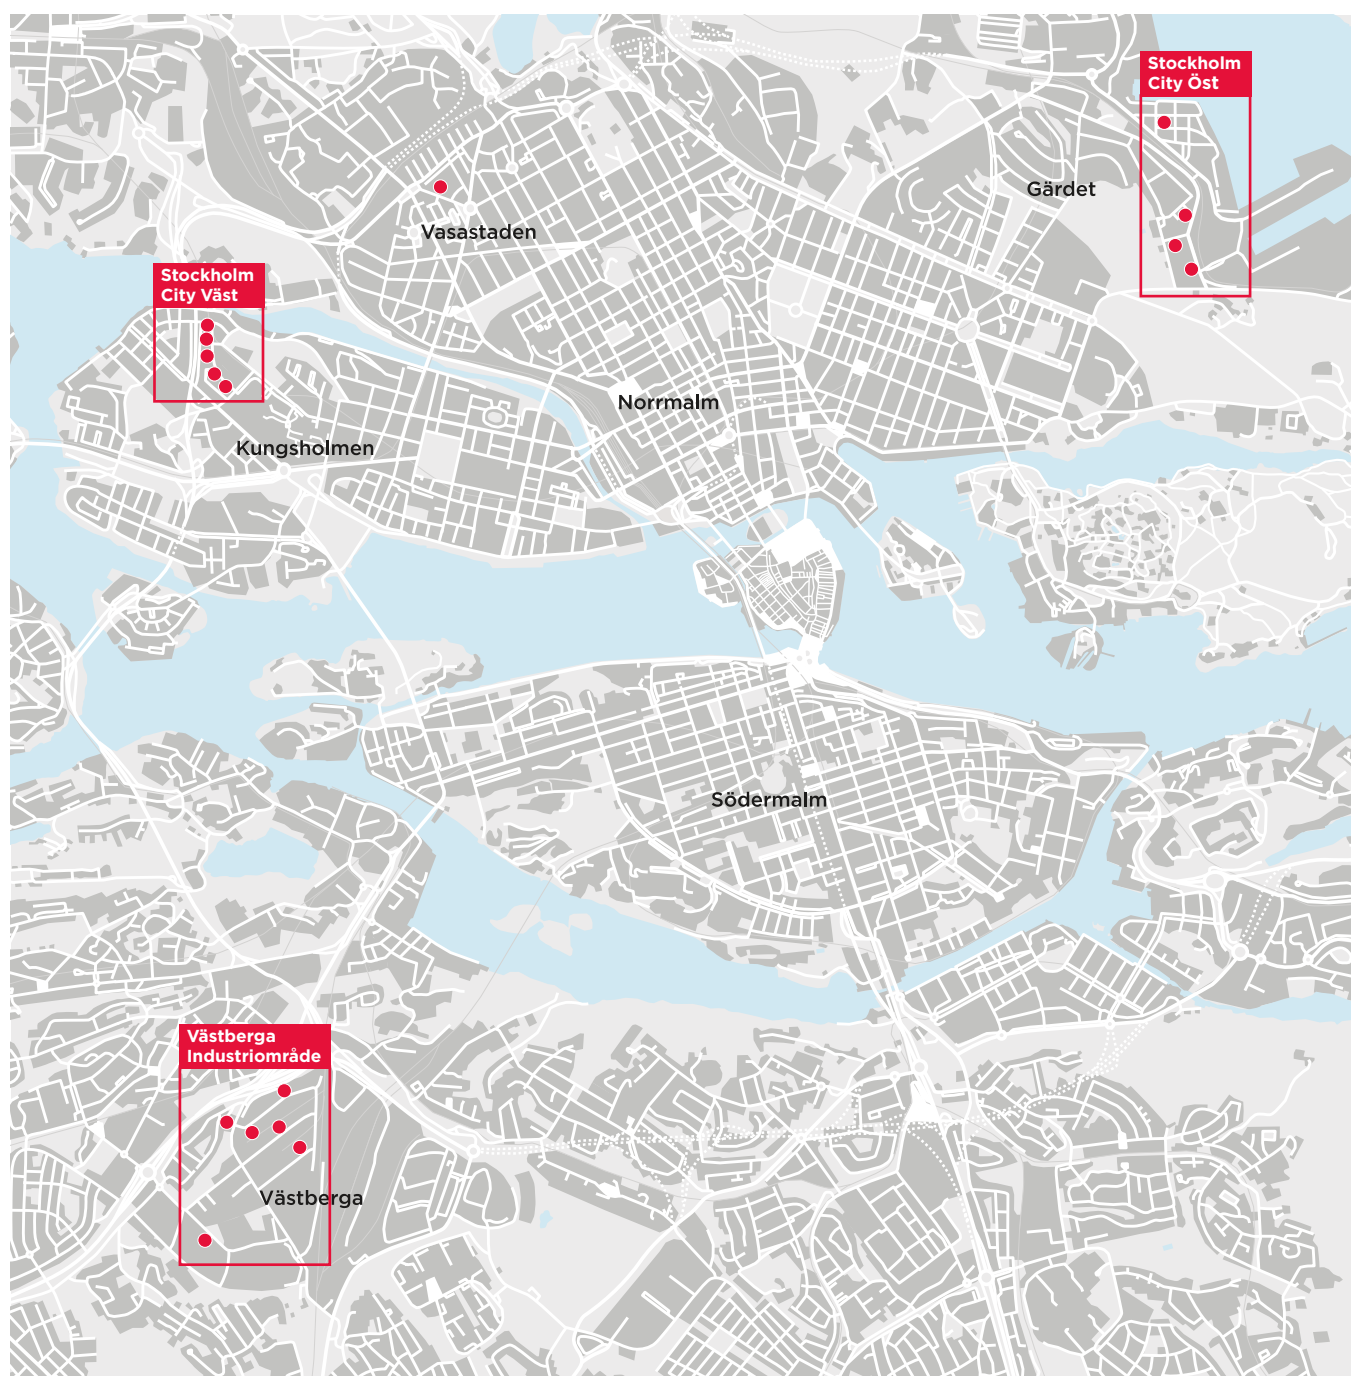 Stockholm
City Öst
Gärdet
Vasastaden
Stockholm
City Väst
Norrmalm
Kungsholmen
Södermalm
Västberga
Industriområde
Västberga